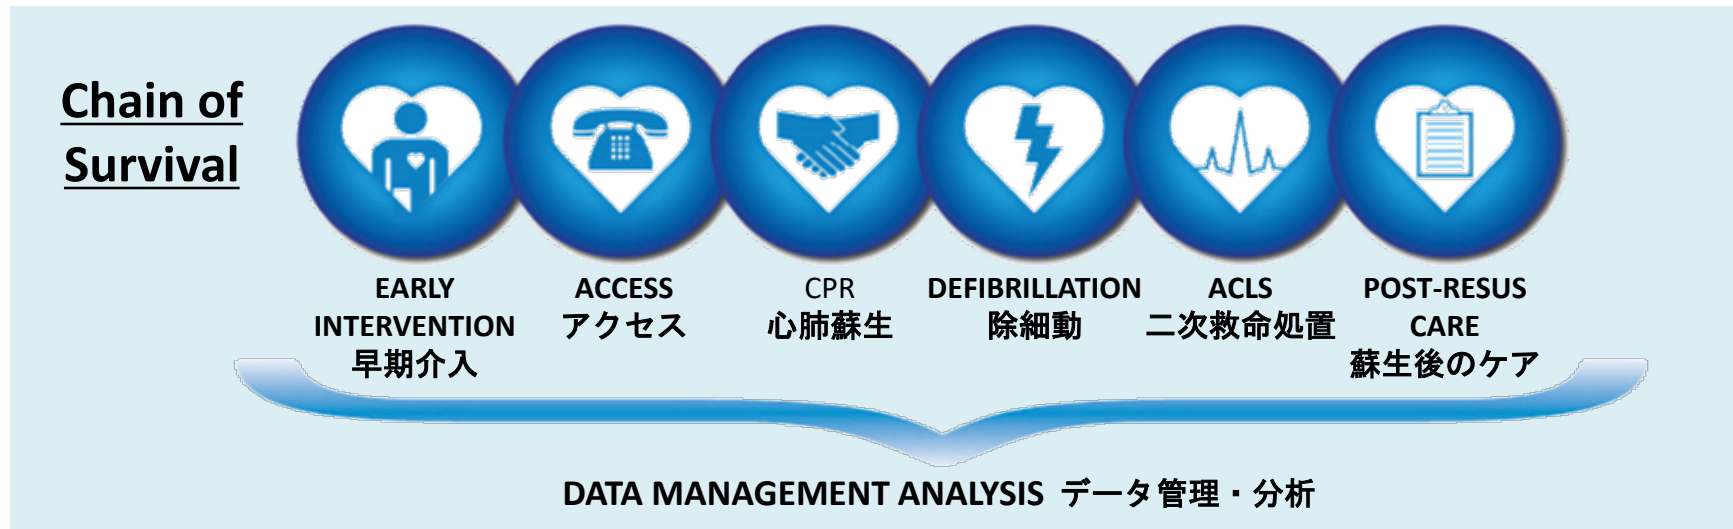 Chain of
Survival
EARLY
INTERVENTION
早期介入
ACCESS
アクセス
CPR
心肺蘇生
DEFIBRILLATION
除細動
ACLS
二次救命処置
POST-RESUS
CARE
蘇生後のケア
DATA MANAGEMENT ANALYSIS データ管理・分析